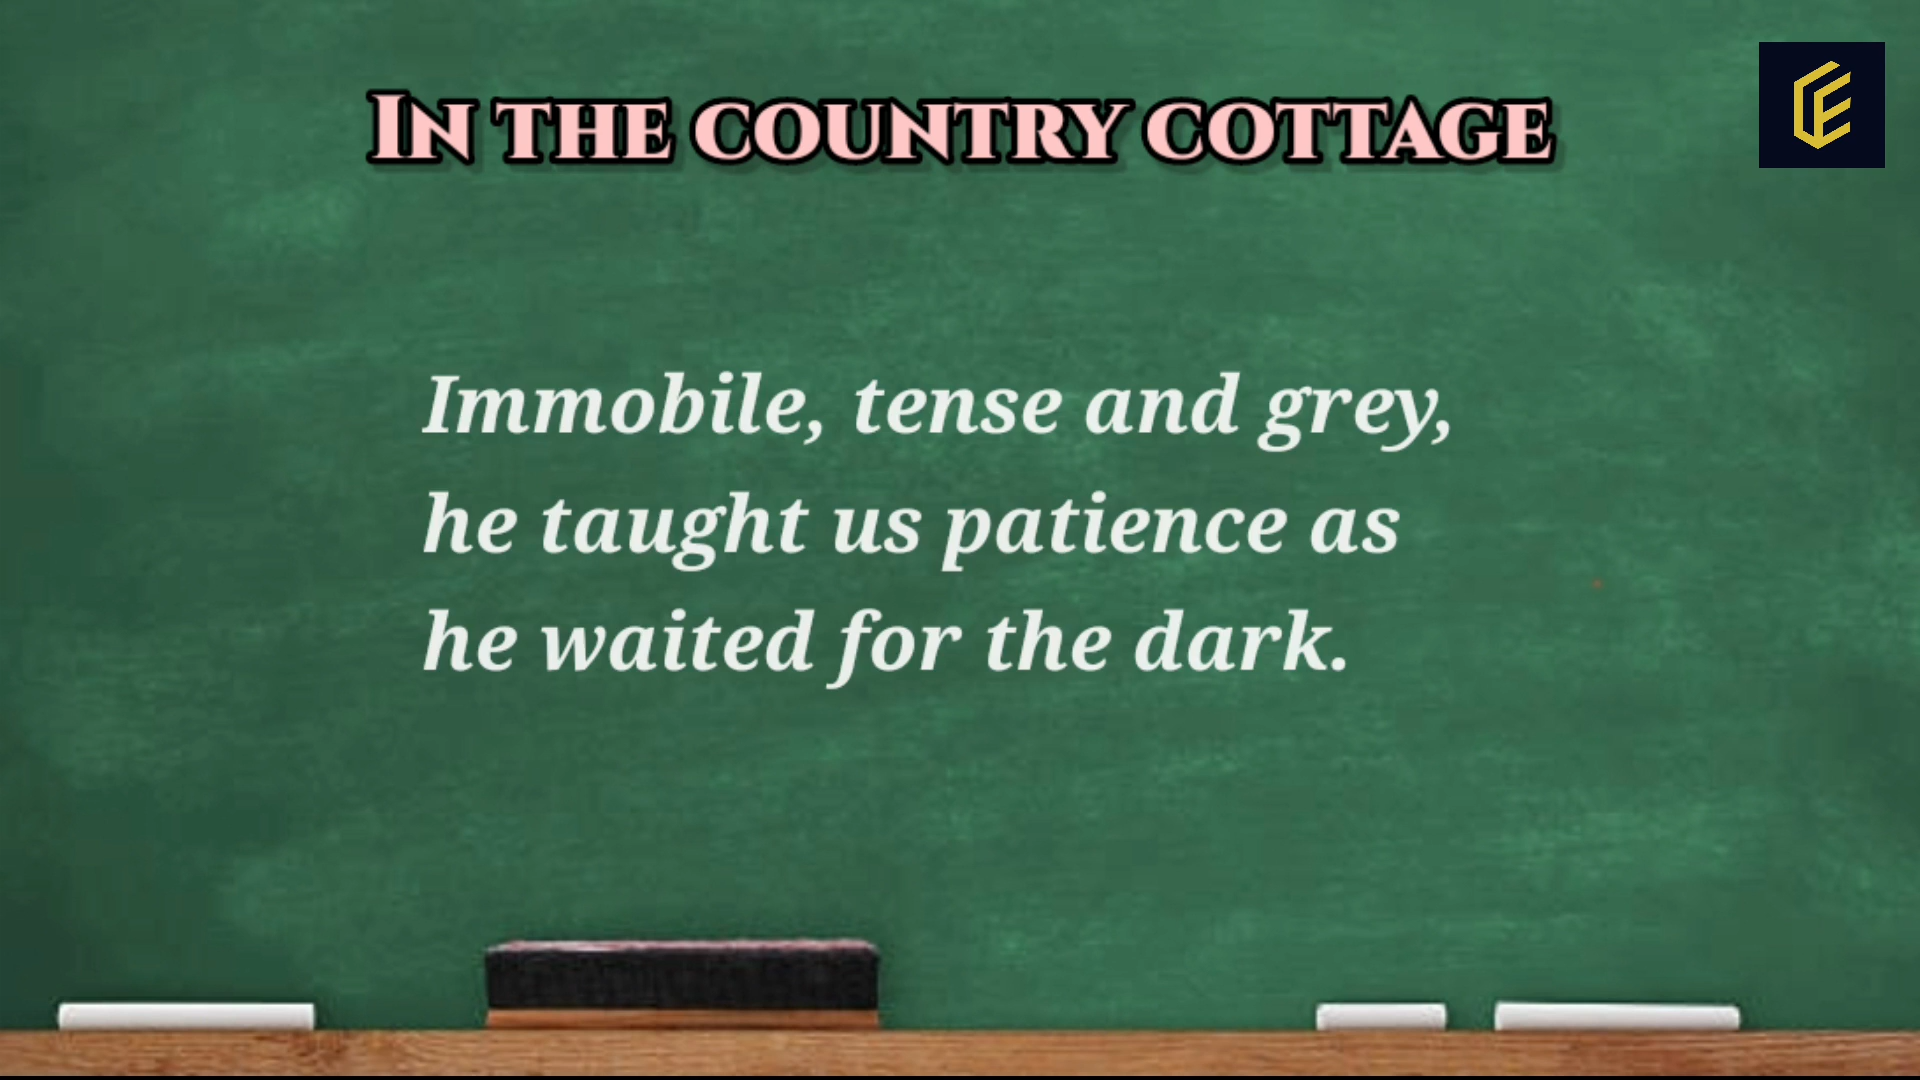 In the country cottage
Immobile, tense and grey,
he taught us patience as
he waited for the dark.